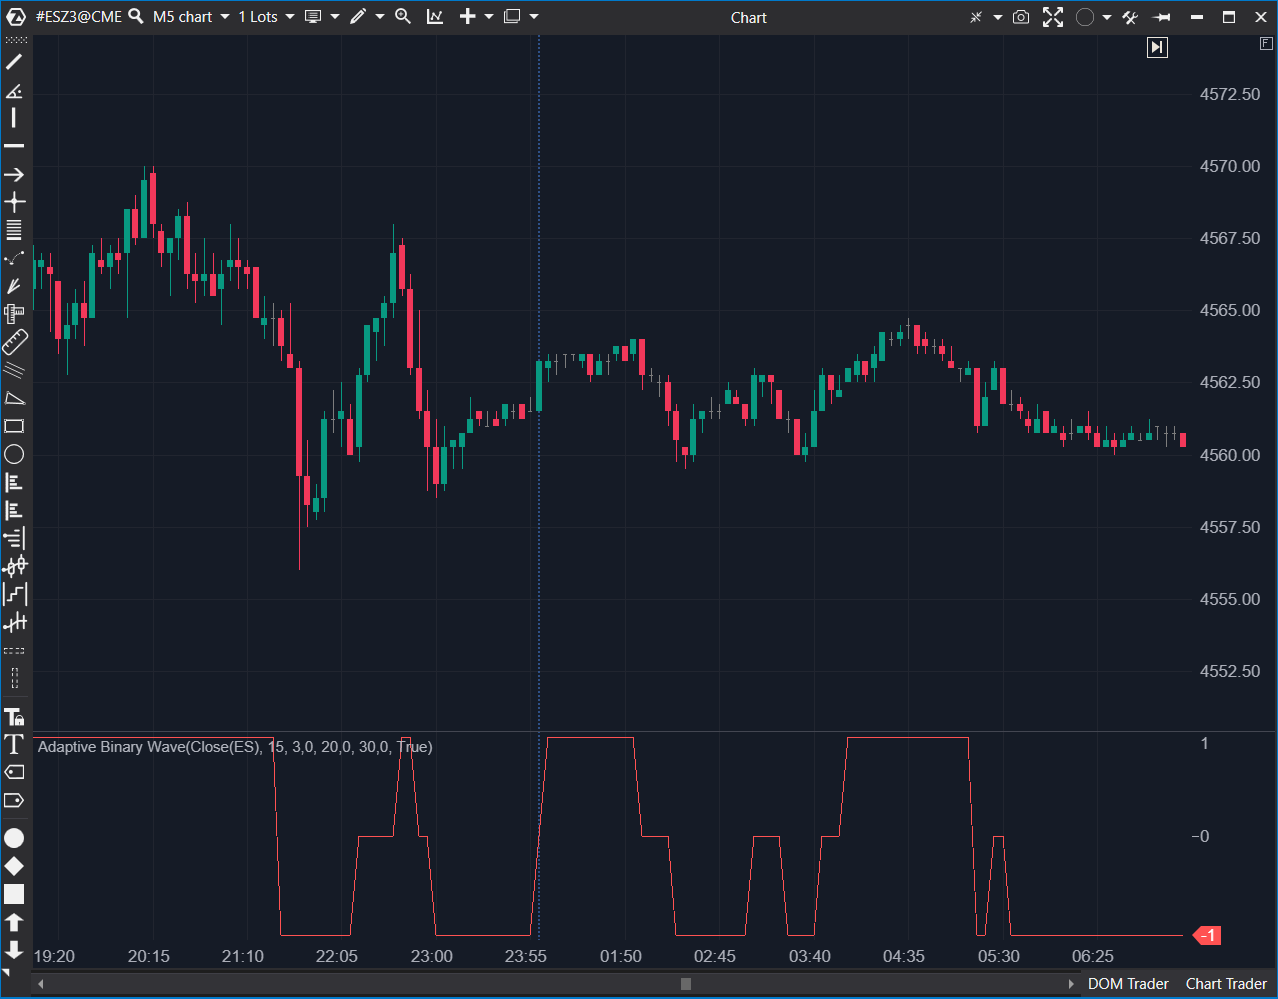 #ESZ3@CME M5 chart 1 Lots Chart
F
4572.50
4570.00
4567.50
4565.00
4562.50
4560.00
4557.50
4555.00
4552.50
Adaptive Binary Wave(Close(ES), 15, 3,0, 20,0, 30,0, True)
1
0
-1
19:20 20:15 21:10 22:05 23:00 23:55 01:50 02:45 03:40 04:35 05:30 06:25
DOM Trader Chart Trader